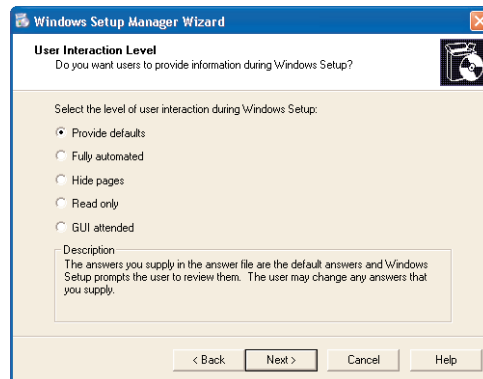 Windows Setup Manager Wizard
User Interaction Level
Do you want users to provide information during Windows Setup?
Select the level of user interaction during Windows Setup:
Provide defaults
Fully automated
Hide pages
Read only
GUI attended
Description
The answers you supply in the answer file are the default answers and Windows
Setup prompts the user to review them. The user may change any answers that
you supply.
< Back
Next >
Cancel
Help